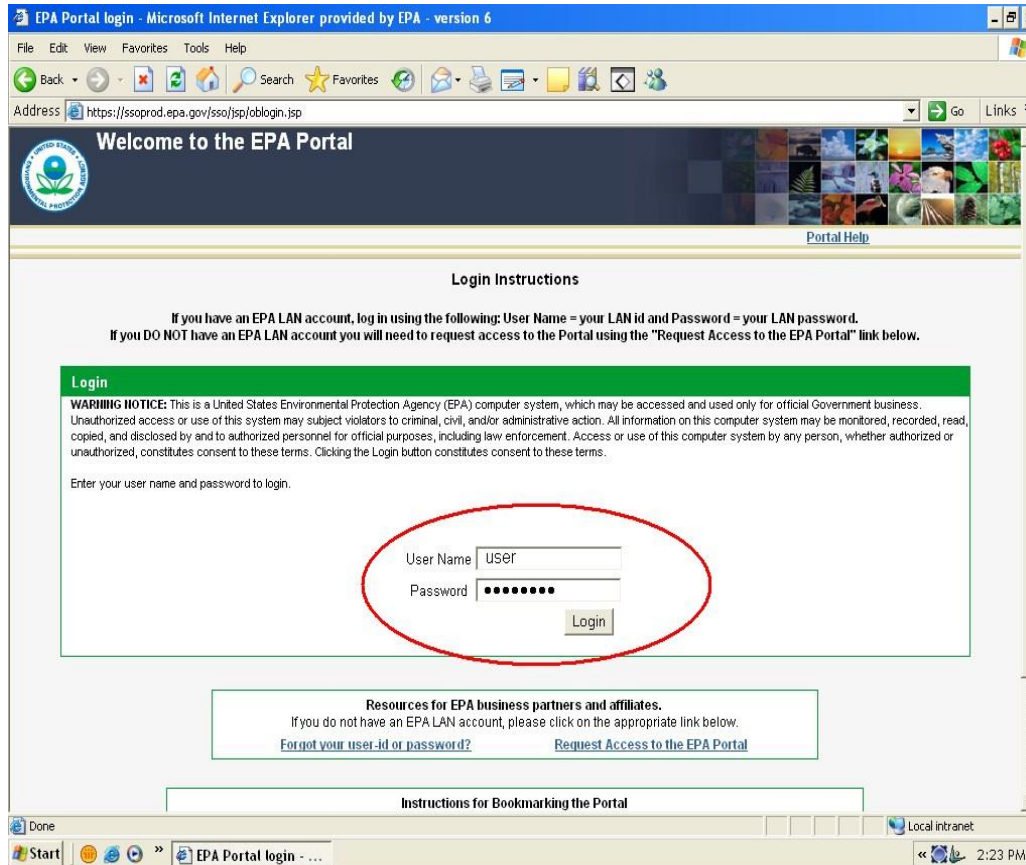 EPA Portal login - Microsoft Internet Explorer provided by EPA - version 6
File Edit View Favorites Tools Help
Back Search Favorites
Address https://ssoprod.epa.gov/sso/jsp/oblogin.jsp Go Links
Welcome to the EPA Portal
Portal Help
Login Instructions
If you have an EPA LAN account, log in using the following: User Name = your LAN id and Password = your LAN password.
If you DO NOT have an EPA LAN account you will need to request access to the Portal using the "Request Access to the EPA Portal" link below.
Login
WARNING NOTICE: This is a United States Environmental Protection Agency (EPA) computer system, which may be accessed and used only for official Government business.
Unauthorized access or use of this system may subject violators to criminal, civil, and/or administrative action. All information on this computer system may be monitored, recorded, read,
copied, and disclosed by and to authorized personnel for official purposes, including law enforcement. Access or use of this computer system by any person, whether authorized or
unauthorized, constitutes consent to these terms. Clicking the Login button constitutes consent to these terms.
Enter your user name and password to login.
User Name user
Password ••••••••
Login
Resources for EPA business partners and affiliates.
If you do not have an EPA LAN account, please click on the appropriate link below.
Forgot your user-id or password? Request Access to the EPA Portal
Instructions for Bookmarking the Portal
Done Local intranet
Start » EPA Portal login - ... « 2:23 PM